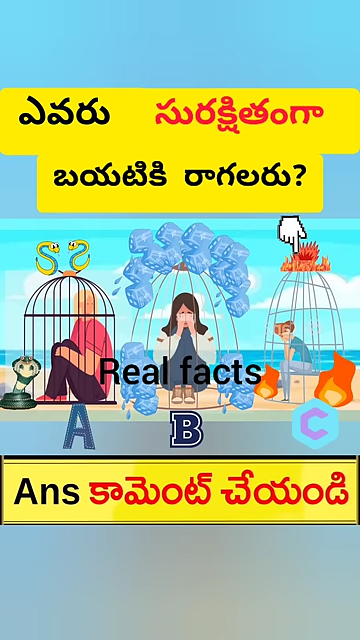 ఎవరు సురక్షితంగా
బయటికి రాగలరు?
Real facts
A B C
Ans కామెంట్ చేయండి